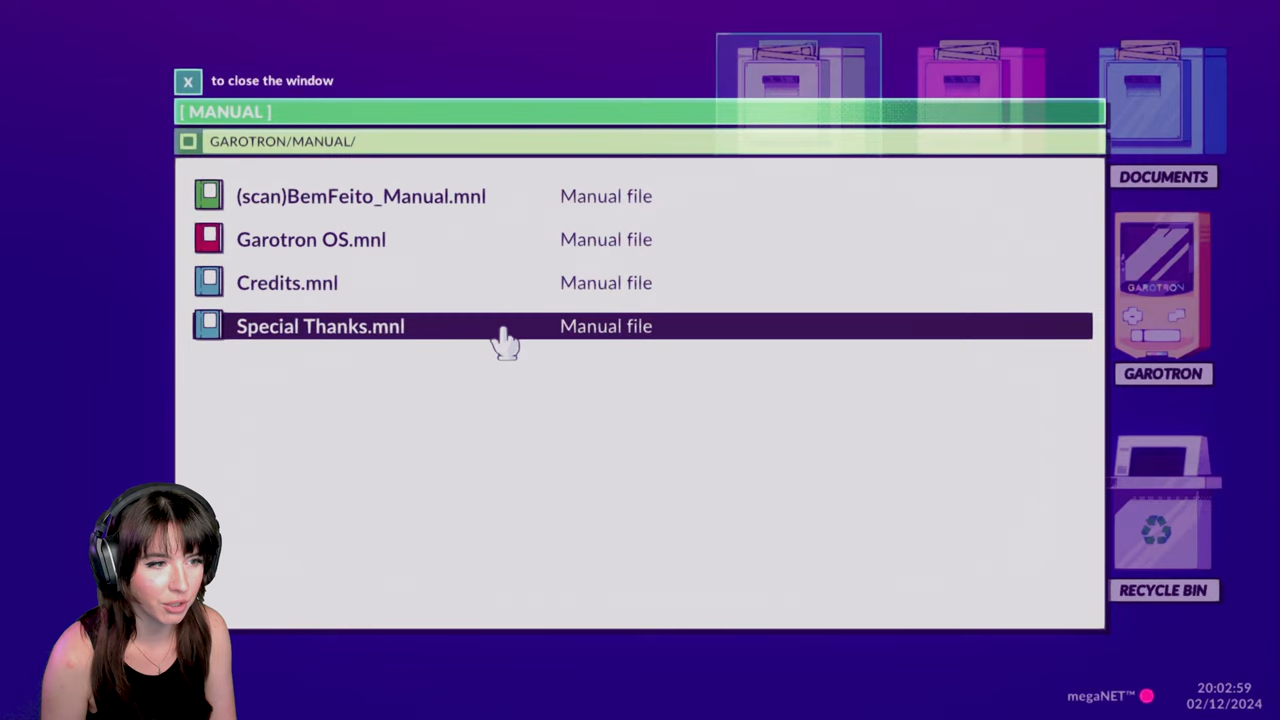 X to close the window
[ MANUAL ]
GAROTRON/MANUAL/
(scan)BemFeito_Manual.mnl Manual file
Garotron OS.mnl Manual file
Credits.mnl Manual file
Special Thanks.mnl Manual file
DOCUMENTS
GAROTRON
GAROTRON
RECYCLE BIN
megaNET™
20:02:59
02/12/2024